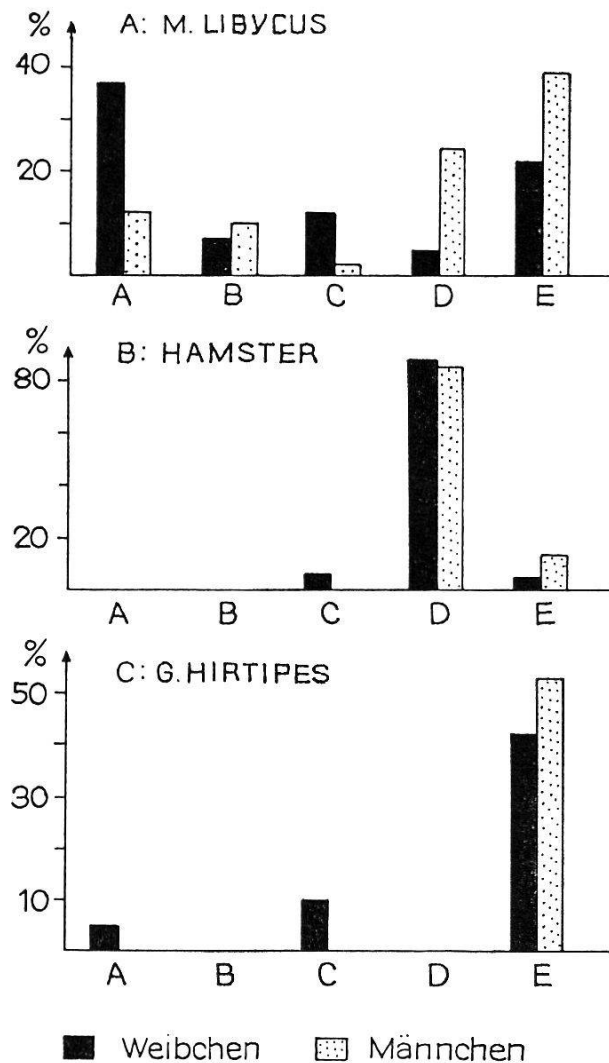 % A: M. LIBYCUS
40
20
A B C D E
% B: HAMSTER
80
20
A B C D E
% C: G. HIRTIPES
50
30
10
A B C D E
Weibchen Männchen